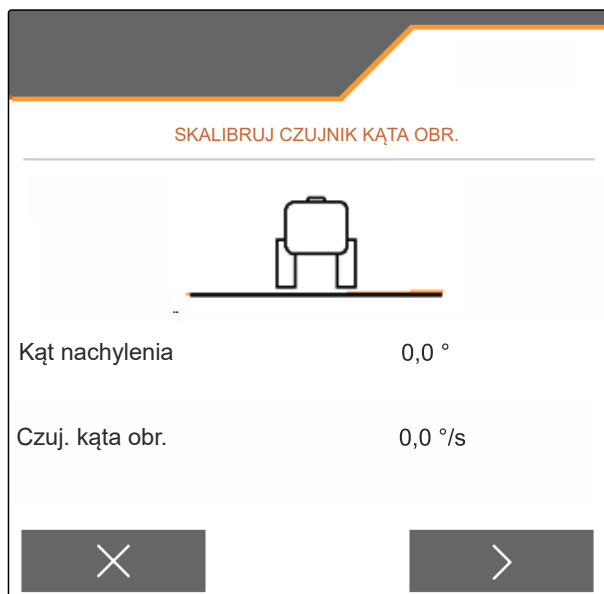 SKALIBRUJ CZUJNIK KĄTA OBR.
Kąt nachylenia 0,0 °
Czuj. kąta obr. 0,0 °/s